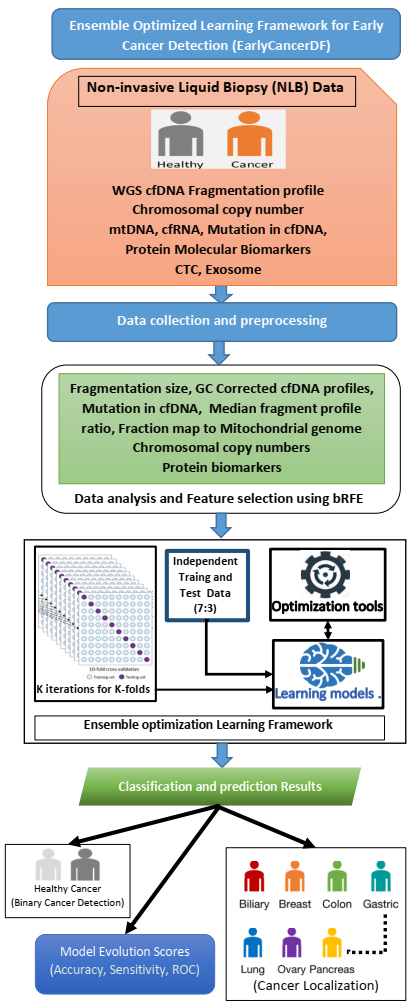 Ensemble Optimized Learning Framework for Early
Cancer Detection (EarlyCancerDF)
Non-invasive Liquid Biopsy (NLB) Data
Healthy
Cancer
WGS cfDNA Fragmentation profile
Chromosomal copy number
mtDNA, cfRNA, Mutation in cfDNA,
Protein Molecular Biomarkers
CTC, Exosome
Data collection and preprocessing
Fragmentation size, GC Corrected cfDNA profiles,
Mutation in cfDNA, Median fragment profile
ratio, Fraction map to Mitochondrial genome
Chromosomal copy numbers
Protein biomarkers
Data analysis and Feature selection using bRFE
10-fold cross validation
Training set
Testing set
K iterations for K-folds
Independent
Traing and
Test Data
(7:3)
Optimization tools
Learning models .
Ensemble optimization Learning Framework
Classification and prediction Results
Healthy Cancer
(Binary Cancer Detection)
Model Evolution Scores
(Accuracy, Sensitivity, ROC)
Biliary Breast Colon Gastric
Lung Ovary Pancreas
(Cancer Localization)